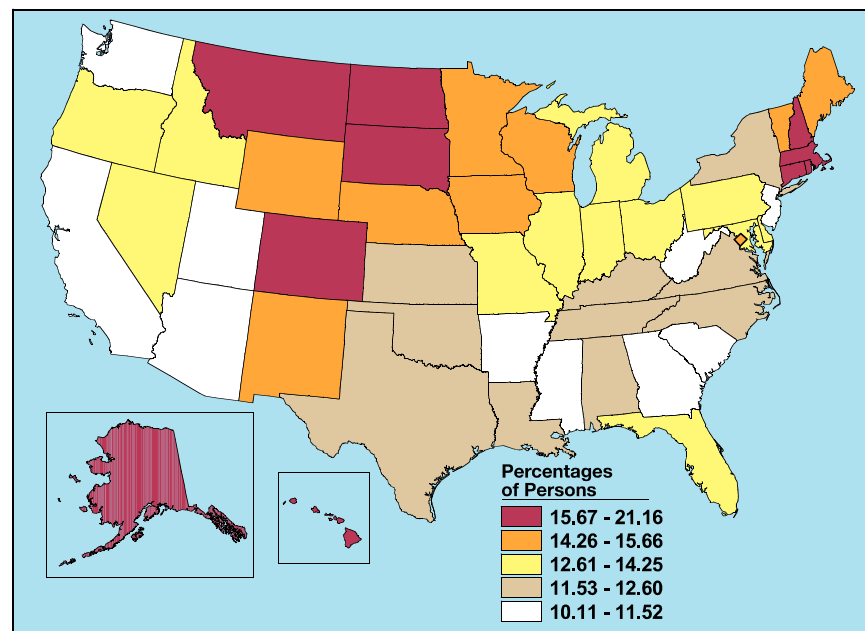 Percentages
of Persons
15.67 - 21.16
14.26 - 15.66
12.61 - 14.25
11.53 - 12.60
10.11 - 11.52